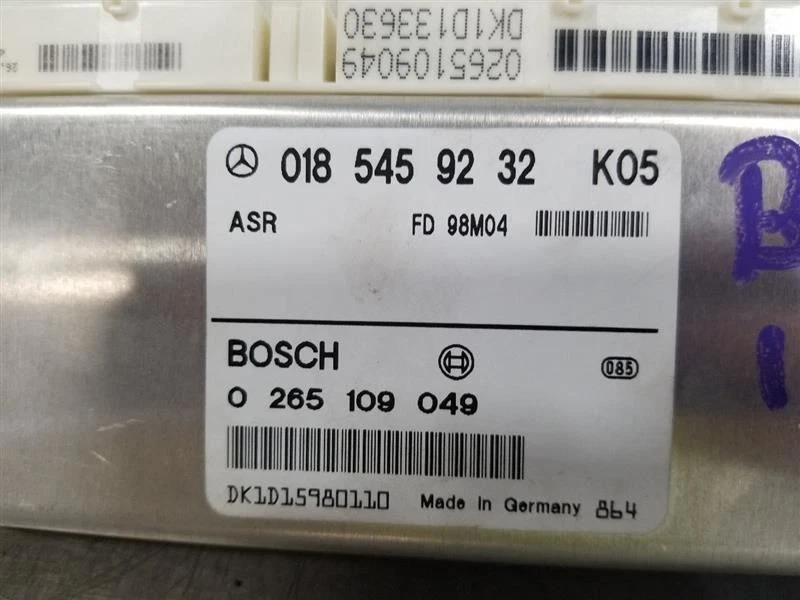 0265109049
DK1D133630
018 545 92 32 K05
ASR FD 98M04
BOSCH
085
0 265 109 049
DK1D15980110 Made in Germany 864
B
1